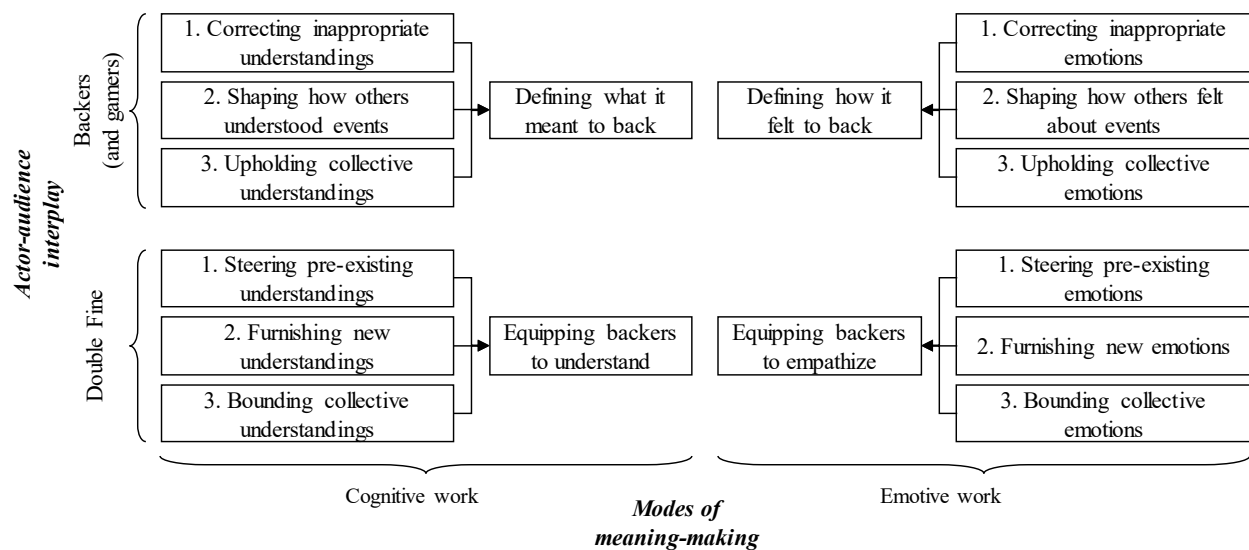 1. Correcting inappropriate
understandings
2. Shaping how others
understood events
3. Upholding collective
understandings
Defining what it
meant to back
Defining how it
felt to back
1. Correcting inappropriate
emotions
2. Shaping how others felt
about events
3. Upholding collective
emotions
Backers
(and gamers)
Actor-audience
interplay
Double Fine
1. Steering pre-existing
understandings
2. Furnishing new
understandings
3. Bounding collective
understandings
Equipping backers
to understand
Equipping backers
to empathize
1. Steering pre-existing
emotions
2. Furnishing new emotions
3. Bounding collective
emotions
Cognitive work
Emotive work
Modes of
meaning-making